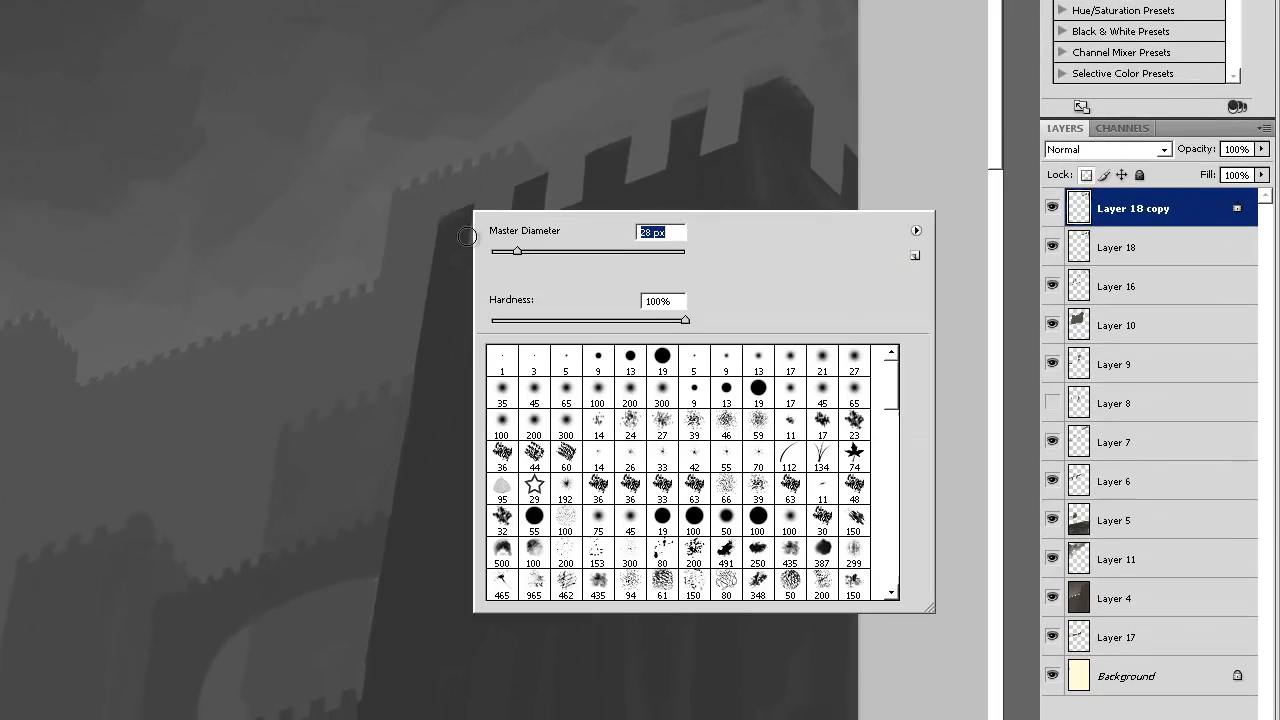 Hue/Saturation Presets
Black & White Presets
Channel Mixer Presets
Selective Color Presets
LAYERS CHANNELS
Normal Opacity: 100%
Lock: Fill: 100%
Layer 18 copy
Layer 18
Layer 16
Layer 10
Layer 9
Layer 8
Layer 7
Layer 6
Layer 5
Layer 11
Layer 4
Layer 17
Background
Master Diameter 28 px
Hardness: 100%
1 3 5 9 13 19 5 9 13 17 21 27
35 45 65 100 200 300 9 13 19 17 45 65
100 200 300 14 24 27 39 46 59 11 17 23
36 44 60 14 26 33 42 55 70 112 134 74
95 29 192 36 36 33 63 66 39 63 11 48
32 55 100 75 45 19 100 50 100 100 30 150
500 100 200 153 300 80 200 491 250 435 387 299
465 965 462 435 94 61 150 80 348 50 200 150